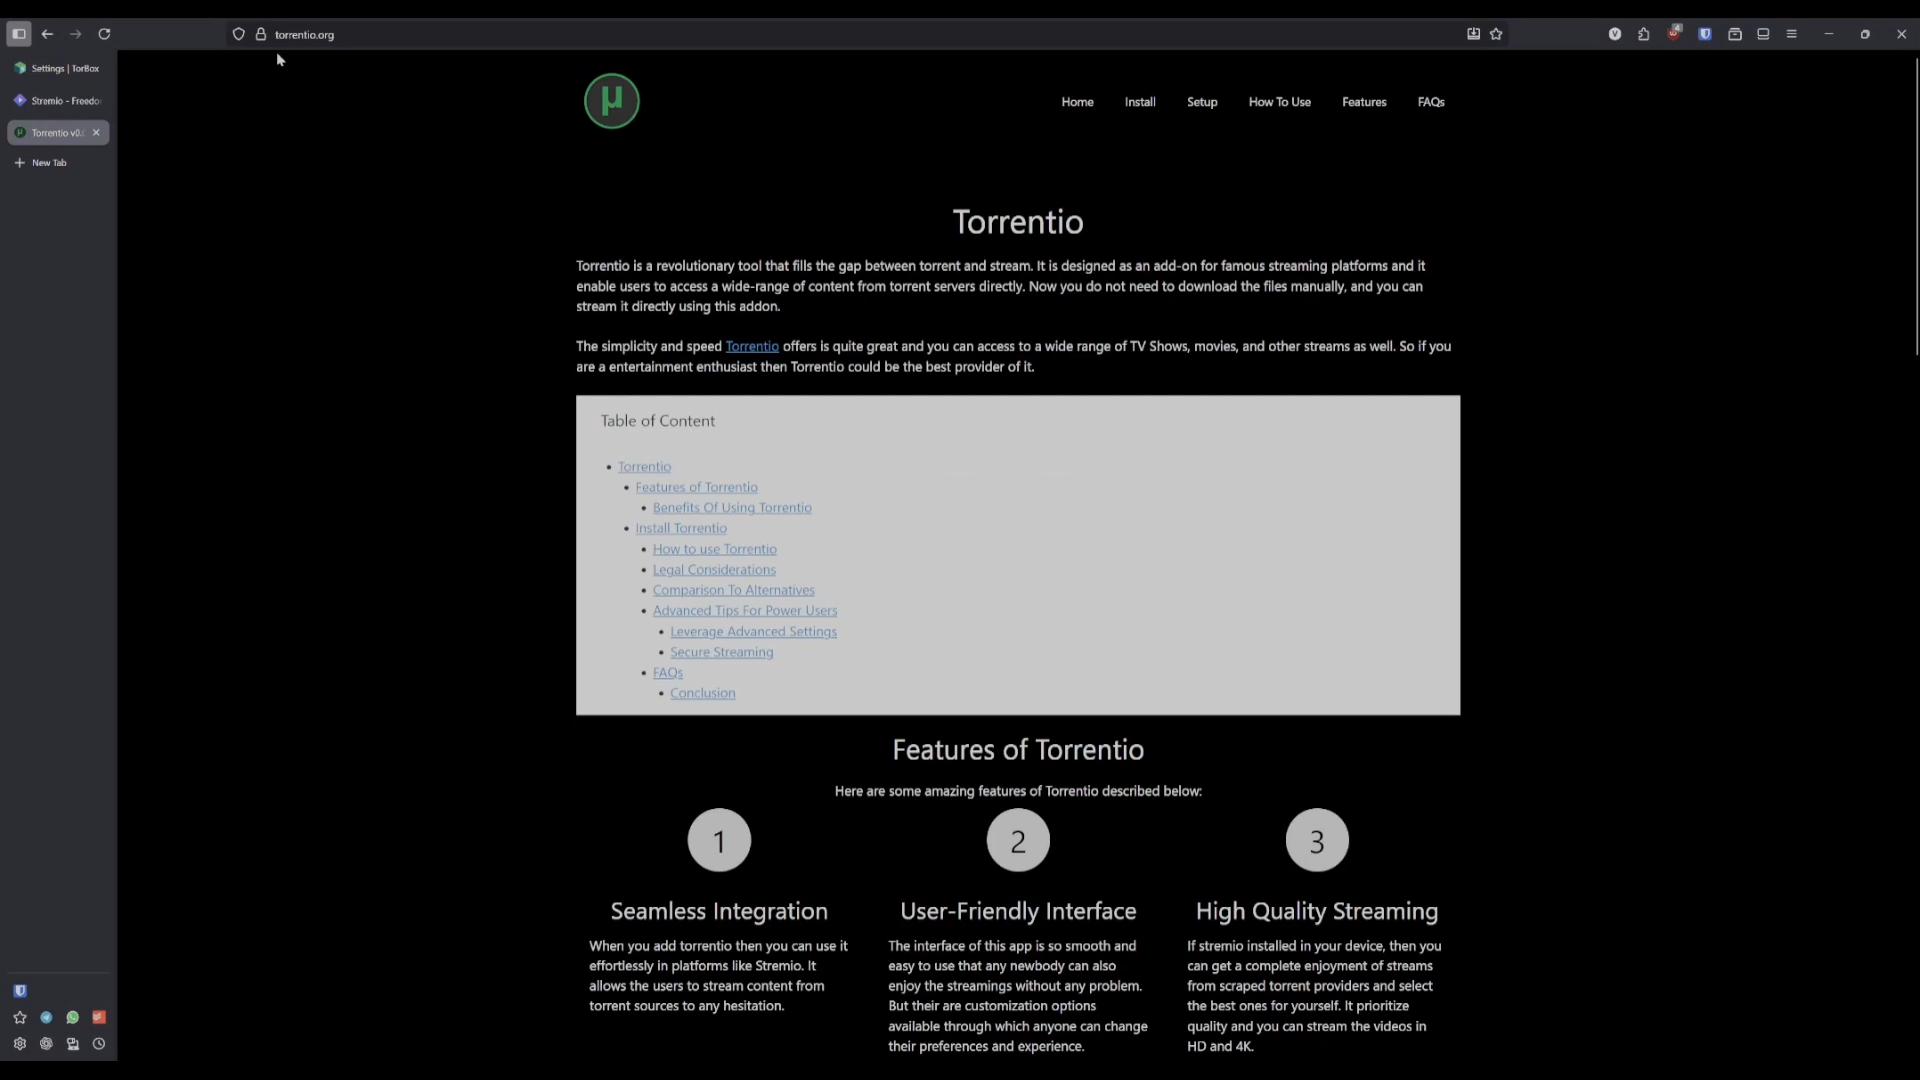 torrentio.org
4
V
Settings | TorBox
Stremio - Freedo
Torrentio v0.
New Tab
µ
Home
Install
Setup
How To Use
Features
FAQs
Torrentio
Torrentio is a revolutionary tool that fills the gap between torrent and stream. It is designed as an add-on for famous streaming platforms and it
enable users to access a wide-range of content from torrent servers directly. Now you do not need to download the files manually, and you can
stream it directly using this addon.
The simplicity and speed Torrentio offers is quite great and you can access to a wide range of TV Shows, movies, and other streams as well. So if you
are a entertainment enthusiast then Torrentio could be the best provider of it.
Table of Content
Torrentio
Features of Torrentio
Benefits Of Using Torrentio
Install Torrentio
How to use Torrentio
Legal Considerations
Comparison To Alternatives
Advanced Tips For Power Users
Leverage Advanced Settings
Secure Streaming
FAQs
Conclusion
Features of Torrentio
Here are some amazing features of Torrentio described below:
1
Seamless Integration
When you add torrentio then you can use it
effortlessly in platforms like Stremio. It
allows the users to stream content from
torrent sources to any hesitation.
2
User-Friendly Interface
The interface of this app is so smooth and
easy to use that any newbody can also
enjoy the streamings without any problem.
But their are customization options
available through which anyone can change
their preferences and experience.
3
High Quality Streaming
If stremio installed in your device, then you
can get a complete enjoyment of streams
from scraped torrent providers and select
the best ones for yourself. It prioritize
quality and you can stream the videos in
HD and 4K.